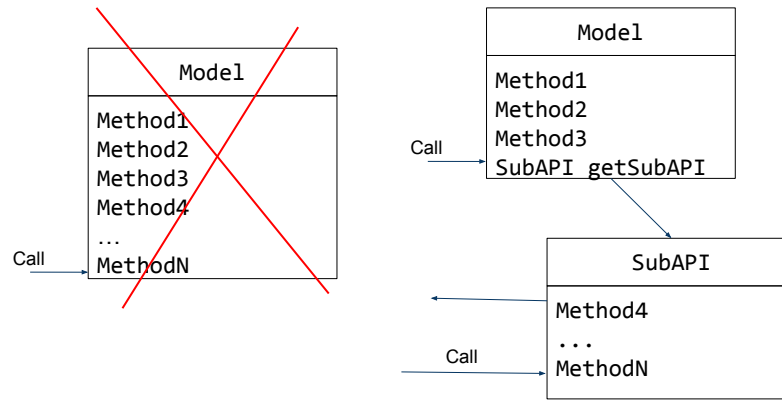 Model
Method1
Method2
Method3
Method4
...
MethodN
Call
Model
Method1
Method2
Method3
SubAPI getSubAPI
Call
SubAPI
Method4
...
MethodN
Call